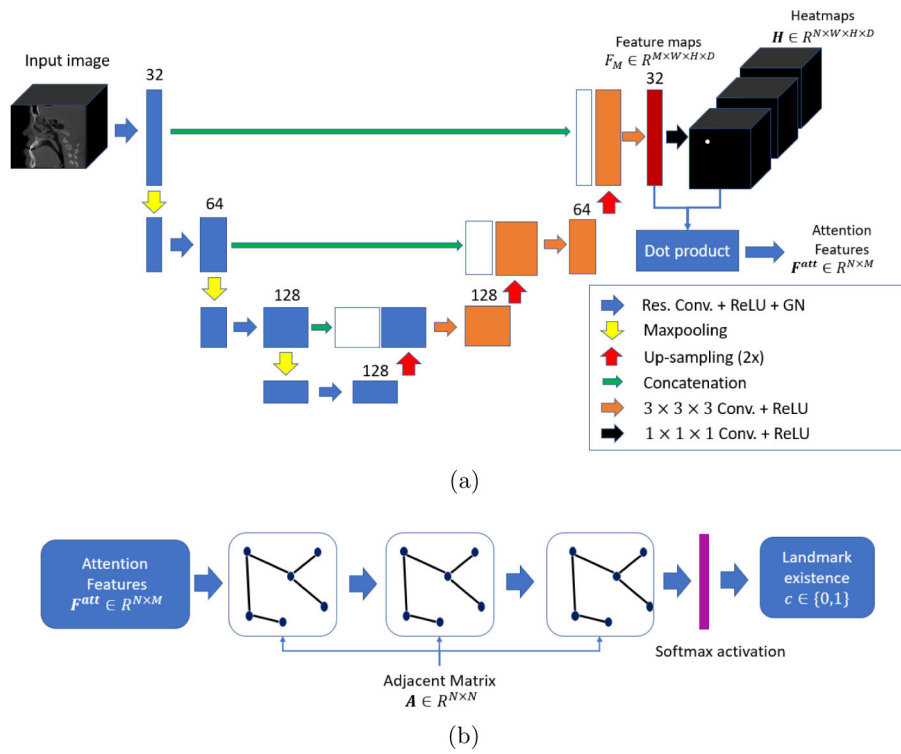 Heatmaps
H ∈ R^{N×W×H×D}
Feature maps
F_M ∈ R^{M×W×H×D}
Input image
32
32
64
64
Dot product
Attention
Features
F^{att} ∈ R^{N×M}
128
128
128
Res. Conv. + ReLU + GN
Maxpooling
Up-sampling (2x)
Concatenation
3 × 3 × 3 Conv. + ReLU
1 × 1 × 1 Conv. + ReLU
(a)
Attention
Features
F^{att} ∈ R^{N×M}
Landmark
existence
c ∈ {0,1}
Softmax activation
Adjacent Matrix
A ∈ R^{N×N}
(b)